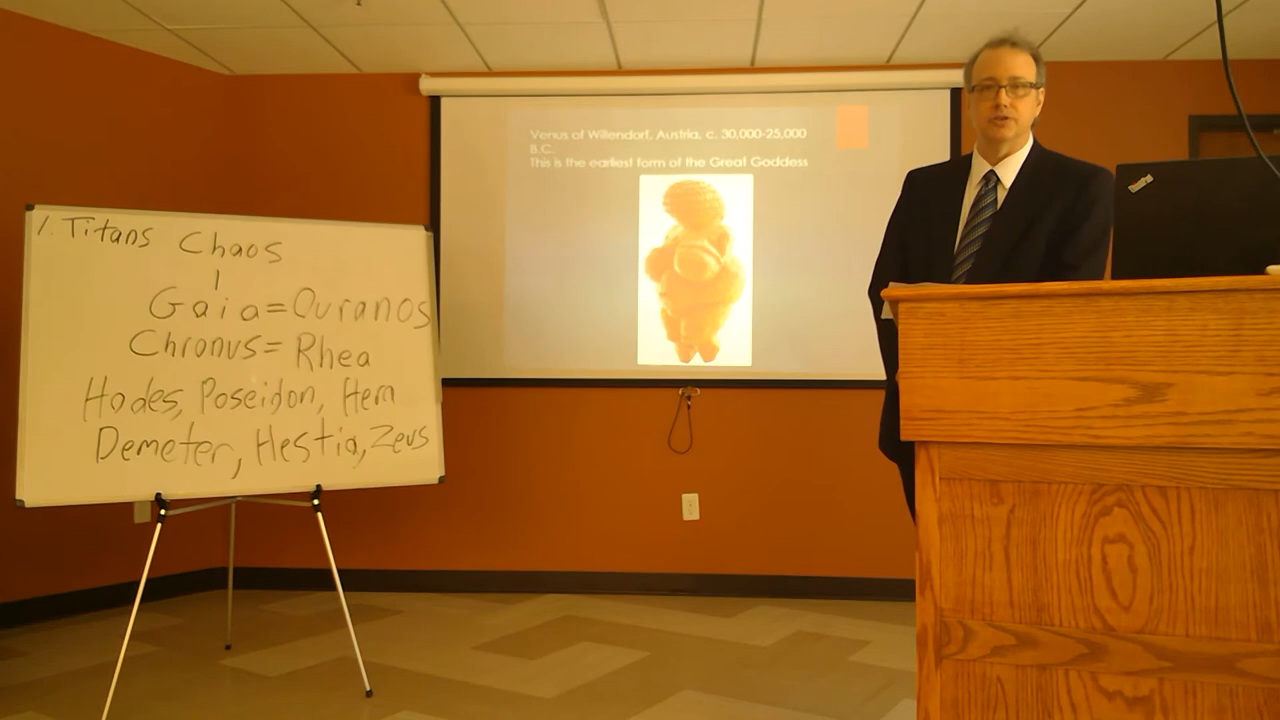 1. Titans Chaos
Gaia = Ouranos
Chronus = Rhea
Hades, Poseidon, Hera
Demeter, Hestia, Zeus
Venus of Willendorf, Austria, c. 30,000-25,000
B.C.
This is the earliest form of the Great Goddess